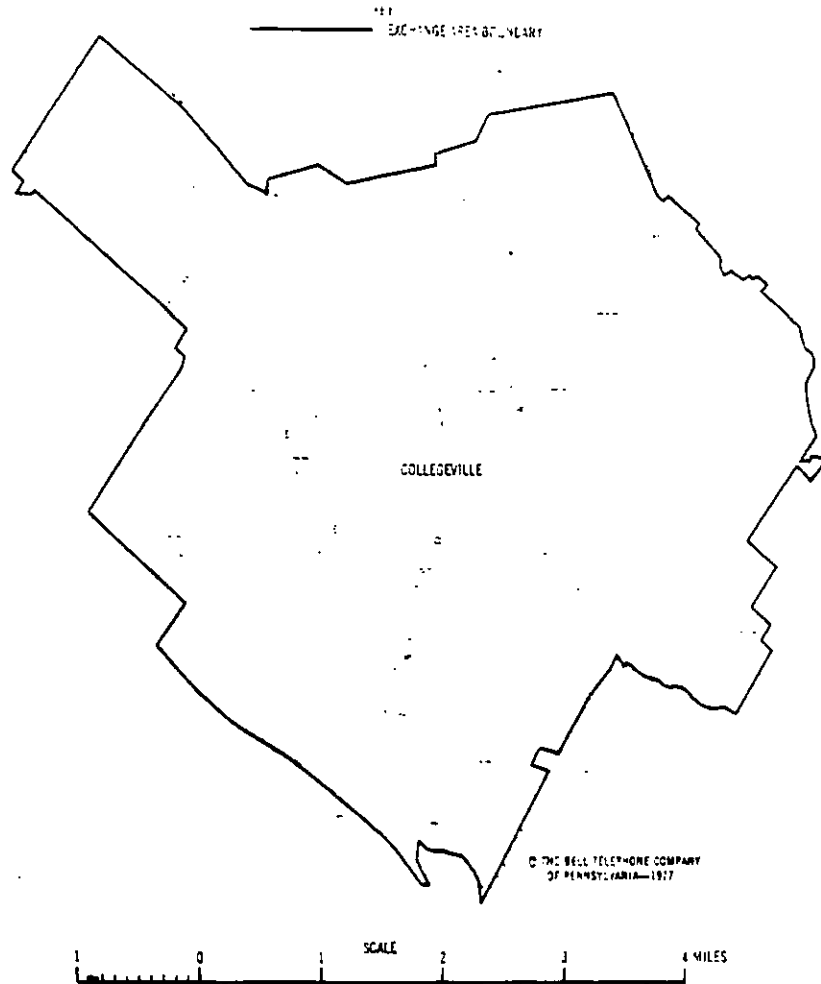 KEY
EXCHANGE AREA BOUNDARY
COLLEGEVILLE
© THE BELL TELEPHONE COMPANY
OF PENNSYLVANIA—1977
SCALE
1 0 1 2 3 4 MILES